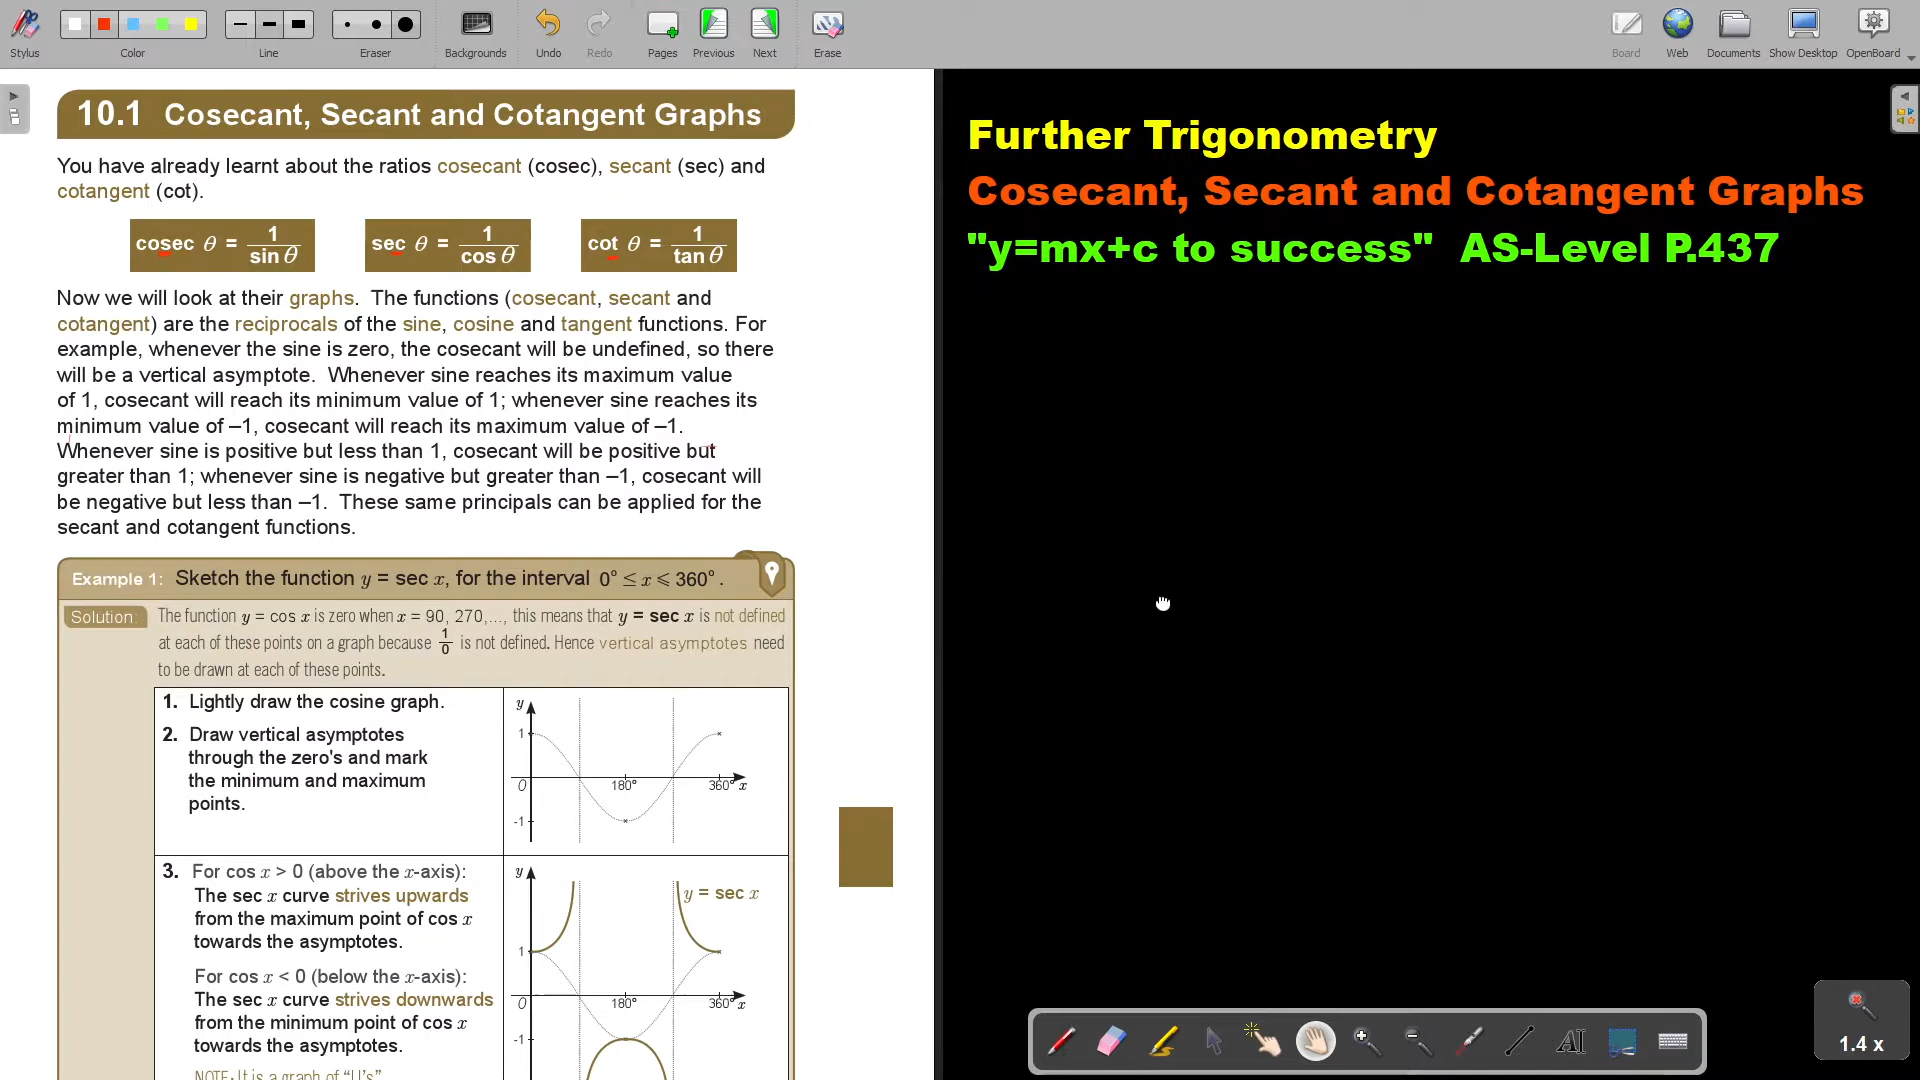 Stylus
Color
Line
Eraser
Backgrounds
Undo
Redo
Pages
Previous
Next
Erase
Board
Web
Documents
Show Desktop
OpenBoard
10.1 Cosecant, Secant and Cotangent Graphs
You have already learnt about the ratios cosecant (cosec), secant (sec) and
cotangent (cot).
cosec θ = 1/sin θ
sec θ = 1/cos θ
cot θ = 1/tan θ
Now we will look at their graphs. The functions (cosecant, secant and
cotangent) are the reciprocals of the sine, cosine and tangent functions. For
example, whenever the sine is zero, the cosecant will be undefined, so there
will be a vertical asymptote. Whenever sine reaches its maximum value
of 1, cosecant will reach its minimum value of 1; whenever sine reaches its
minimum value of –1, cosecant will reach its maximum value of –1.
Whenever sine is positive but less than 1, cosecant will be positive but
greater than 1; whenever sine is negative but greater than –1, cosecant will
be negative but less than –1. These same principals can be applied for the
secant and cotangent functions.
Example 1: Sketch the function y = sec x, for the interval 0° ≤ x ⩽ 360°.
Solution: The function y = cos x is zero when x = 90, 270,..., this means that y = sec x is not defined
at each of these points on a graph because 1/0 is not defined. Hence vertical asymptotes need
to be drawn at each of these points.
1. Lightly draw the cosine graph.
2. Draw vertical asymptotes
through the zero's and mark
the minimum and maximum
points.
y
1
0
180°
360°
x
-1
3. For cos x > 0 (above the x-axis):
The sec x curve strives upwards
from the maximum point of cos x
towards the asymptotes.
For cos x < 0 (below the x-axis):
The sec x curve strives downwards
from the minimum point of cos x
towards the asymptotes.
NOTE: It is a graph of "U's"
y
y = sec x
1
0
180°
360°
x
-1
Further Trigonometry
Cosecant, Secant and Cotangent Graphs
"y=mx+c to success" AS-Level P.437
AI
1.4 x